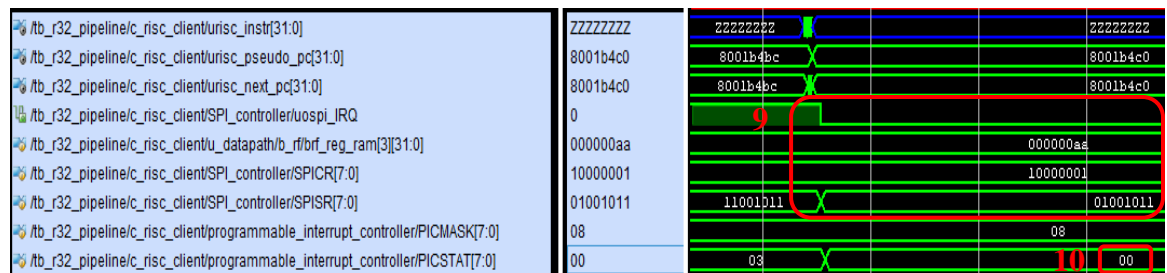 /tb_r32_pipeline/c_risc_client/urisc_instr[31:0] ZZZZZZZZ ZZZZZZZZ ZZZZZZZZ
/tb_r32_pipeline/c_risc_client/urisc_pseudo_pc[31:0] 8001b4c0 8001b4bc 8001b4c0
/tb_r32_pipeline/c_risc_client/urisc_next_pc[31:0] 8001b4c0 8001b4bc 8001b4c0
/tb_r32_pipeline/c_risc_client/SPI_controller/uospi_IRQ 0 9
/tb_r32_pipeline/c_risc_client/u_datapath/b_rf/brf_reg_ram[3][31:0] 000000aa 000000aa
/tb_r32_pipeline/c_risc_client/SPI_controller/SPICR[7:0] 10000001 10000001
/tb_r32_pipeline/c_risc_client/SPI_controller/SPISR[7:0] 01001011 11001011 01001011
/tb_r32_pipeline/c_risc_client/programmable_interrupt_controller/PICMASK[7:0] 08 08
/tb_r32_pipeline/c_risc_client/programmable_interrupt_controller/PICSTAT[7:0] 00 03 10 00